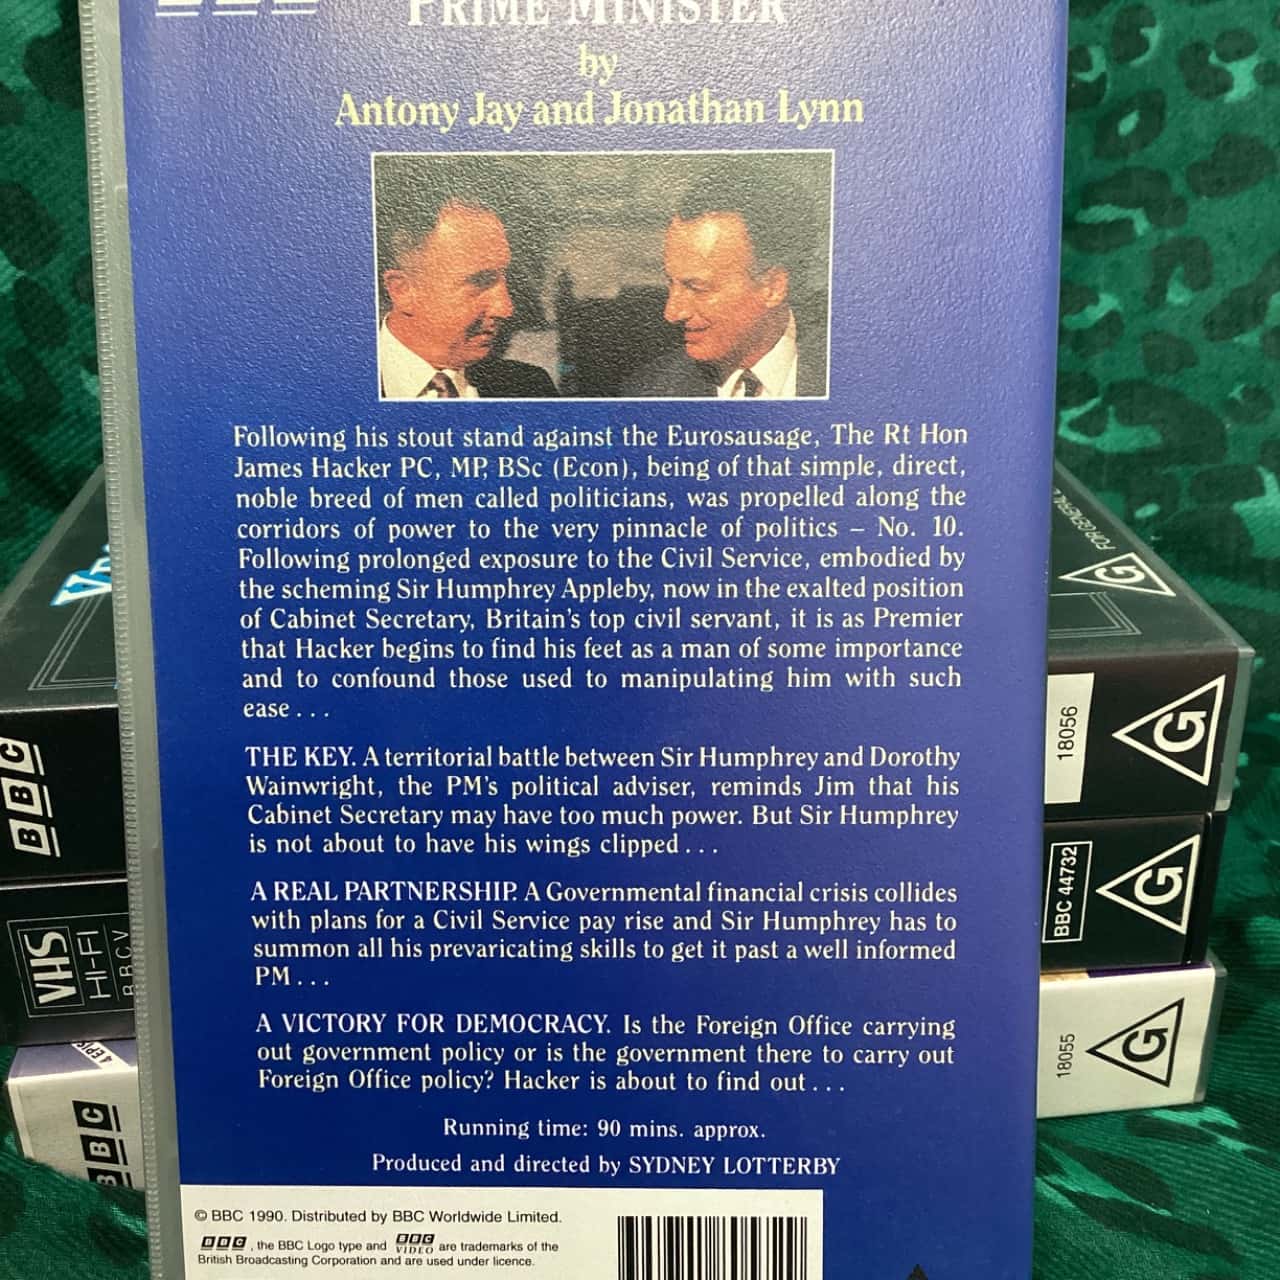 PRIME MINISTER
by
Antony Jay and Jonathan Lynn
Following his stout stand against the Eurosausage, The Rt Hon
James Hacker PC, MP, BSc (Econ), being of that simple, direct,
noble breed of men called politicians, was propelled along the
corridors of power to the very pinnacle of politics – No. 10.
Following prolonged exposure to the Civil Service, embodied by
the scheming Sir Humphrey Appleby, now in the exalted position
of Cabinet Secretary, Britain's top civil servant, it is as Premier
that Hacker begins to find his feet as a man of some importance
and to confound those used to manipulating him with such
ease . . .
THE KEY. A territorial battle between Sir Humphrey and Dorothy
Wainwright, the PM's political adviser, reminds Jim that his
Cabinet Secretary may have too much power. But Sir Humphrey
is not about to have his wings clipped . . .
A REAL PARTNERSHIP. A Governmental financial crisis collides
with plans for a Civil Service pay rise and Sir Humphrey has to
summon all his prevaricating skills to get it past a well informed
PM . . .
A VICTORY FOR DEMOCRACY. Is the Foreign Office carrying
out government policy or is the government there to carry out
Foreign Office policy? Hacker is about to find out . . .
Running time: 90 mins. approx.
Produced and directed by SYDNEY LOTTERBY
© BBC 1990. Distributed by BBC Worldwide Limited.
BBC, the BBC Logo type and BBC VIDEO are trademarks of the
British Broadcasting Corporation and are used under licence.
BBC
VHS
HI-FI
BBCV
BBC
FOR GENERAL
G
18056
G
BBC 44732
G
18055
G